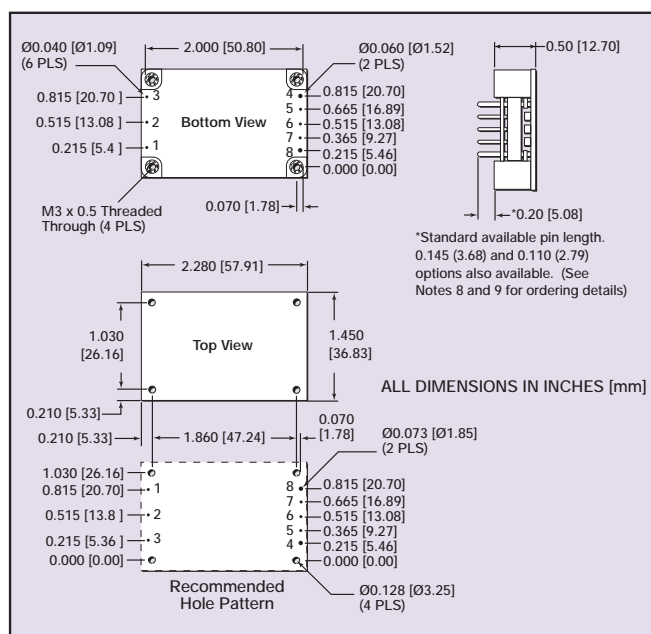 Ø0.040 [Ø1.09]
(6 PLS)
2.000 [50.80]
Ø0.060 [Ø1.52]
(2 PLS)
0.50 [12.70]
0.815 [20.70 ]
0.515 [13.08 ]
0.215 [5.4 ]
3
2
1
Bottom View
4
5
6
7
8
0.815 [20.70]
0.665 [16.89]
0.515 [13.08]
0.365 [9.27]
0.215 [5.46]
0.000 [0.00]
M3 x 0.5 Threaded
Through (4 PLS)
0.070 [1.78]
*0.20 [5.08]
*Standard available pin length.
0.145 (3.68) and 0.110 (2.79)
options also available. (See
Notes 8 and 9 for ordering details)
2.280 [57.91]
1.030
[26.16]
Top View
1.450
[36.83]
ALL DIMENSIONS IN INCHES [mm]
0.210 [5.33]
0.210 [5.33]
1.860 [47.24]
0.070
[1.78]
Ø0.073 [Ø1.85]
(2 PLS)
1.030 [26.16]
0.815 [20.70]
0.515 [13.8 ]
0.215 [5.36 ]
0.000 [0.00]
1
2
3
8
7
6
5
4
0.815 [20.70]
0.665 [16.89]
0.515 [13.08]
0.365 [9.27]
0.215 [5.46]
0.000 [0.00]
Recommended
Hole Pattern
Ø0.128 [Ø3.25]
(4 PLS)